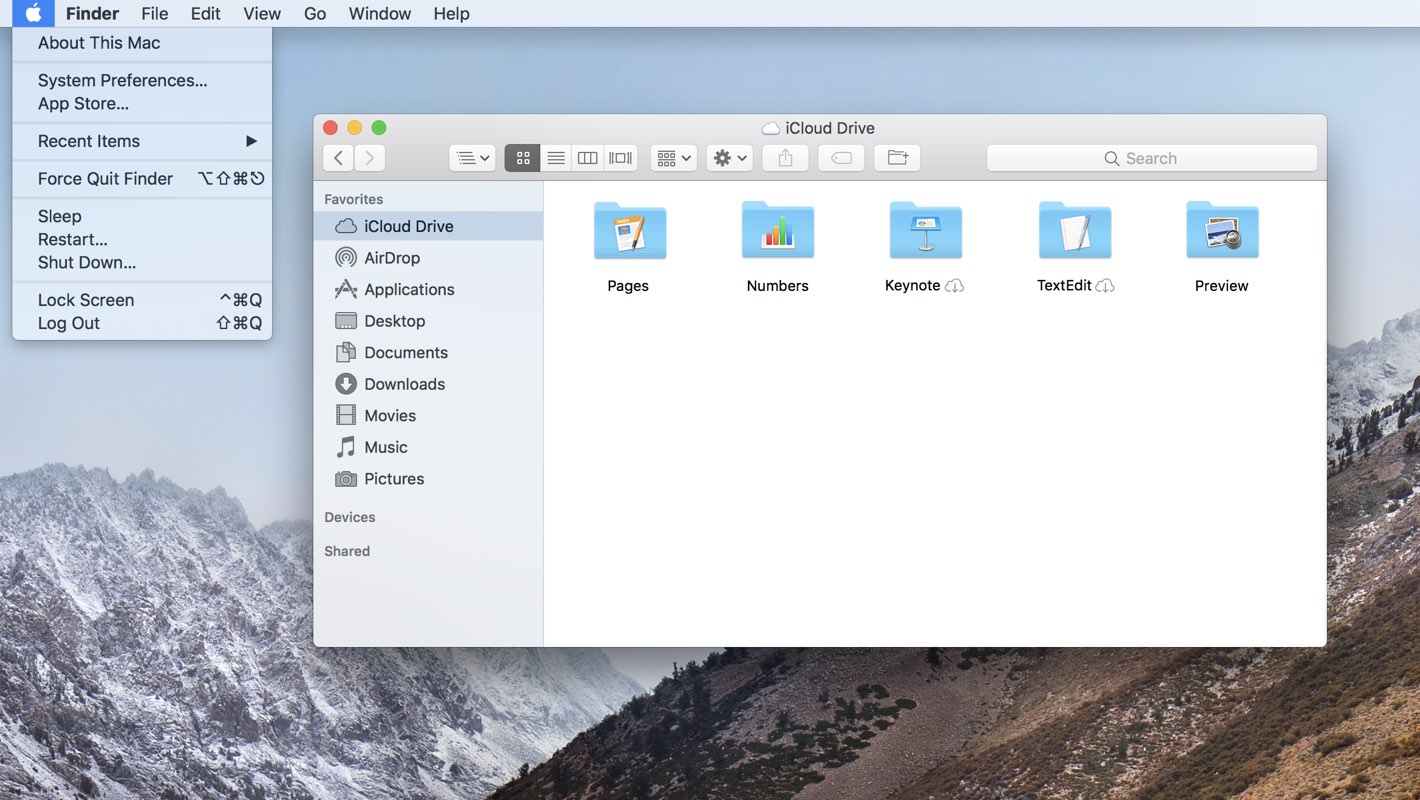 Finder File Edit View Go Window Help
About This Mac
System Preferences...
App Store...
Recent Items ▶
Force Quit Finder ⌥⇧⌘⎋
Sleep
Restart...
Shut Down...
Lock Screen ^⌘Q
Log Out ⇧⌘Q
iCloud Drive
Search
Favorites
iCloud Drive
AirDrop
Applications
Desktop
Documents
Downloads
Movies
Music
Pictures
Devices
Shared
Pages
Numbers
Keynote
TextEdit
Preview